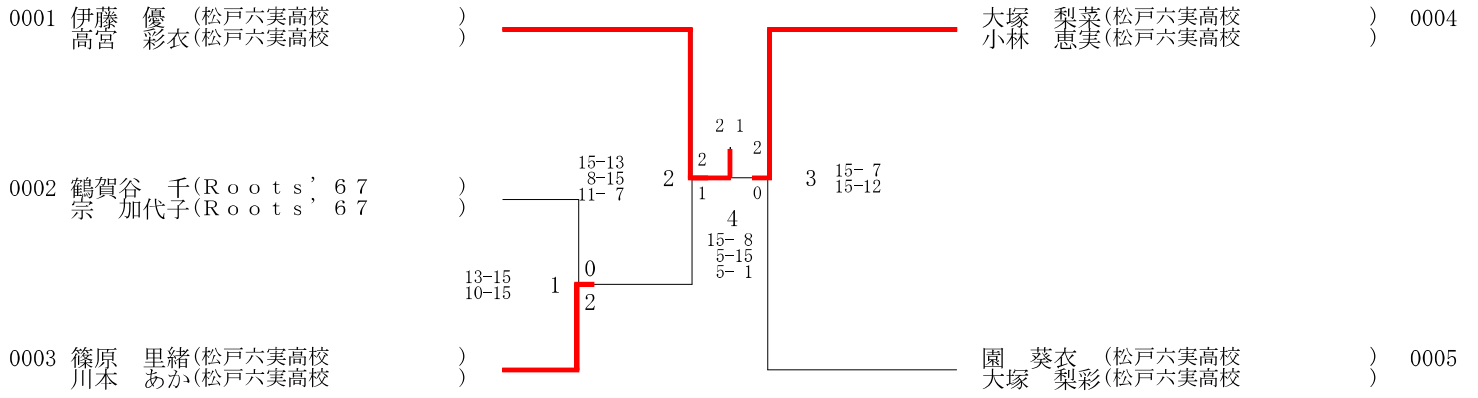 0001 伊藤　優　(松戸六実高校　　　　　)
高宮　彩衣(松戸六実高校　　　　　)
大塚　梨菜(松戸六実高校　　　　　) 0004
小林　恵実(松戸六実高校　　　　　)
2 1
2
2
15-13
8-15
11- 7
2
1
0
3
15- 7
15-12
0002 鶴賀谷　千(Ｒｏｏｔｓ’６７　　　　)
宗　加代子(Ｒｏｏｔｓ’６７　　　　)
4
15- 8
5-15
5- 1
13-15
10-15
1
0
2
0003 篠原　里緒(松戸六実高校　　　　　)
川本　あか(松戸六実高校　　　　　)
園　葵衣　(松戸六実高校　　　　　) 0005
大塚　梨彩(松戸六実高校　　　　　)